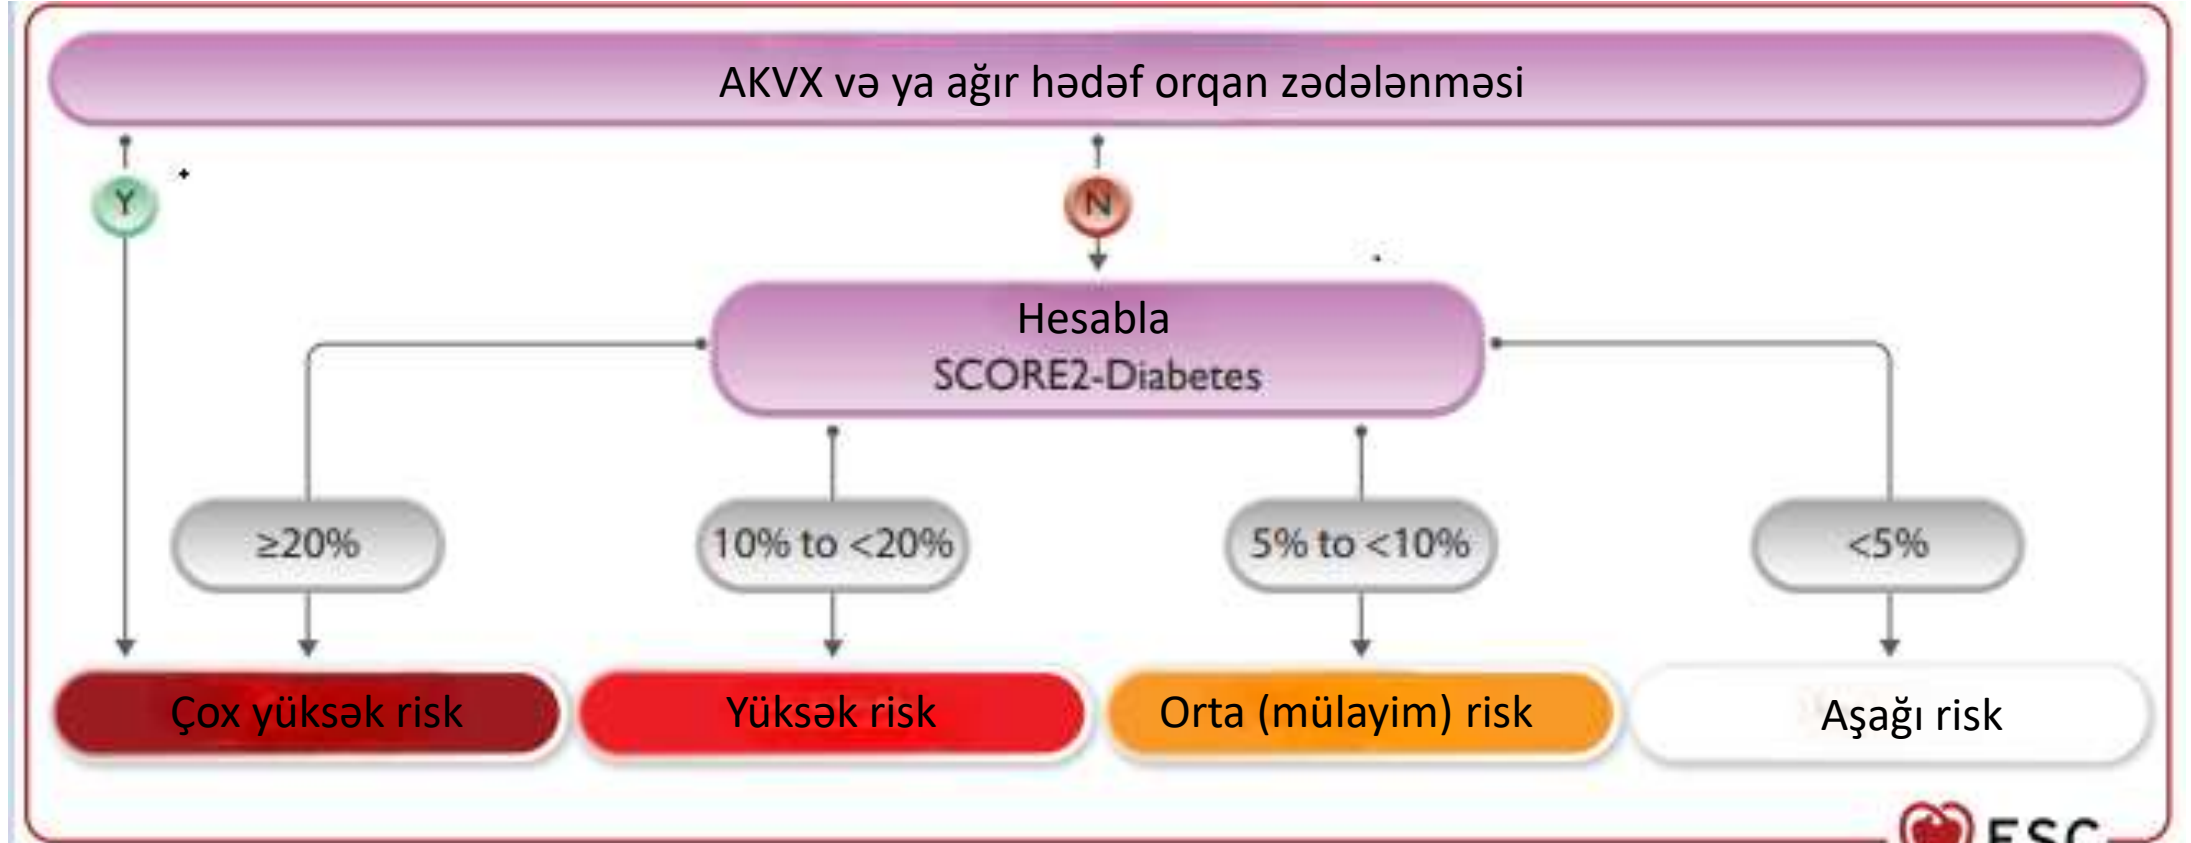 AKVX və ya ağır hədəf orqan zədələnməsi
Y
N
Hesabla
SCORE2-Diabetes
≥20%
10% to <20%
5% to <10%
<5%
Çox yüksək risk
Yüksək risk
Orta (mülayim) risk
Aşağı risk
ESC